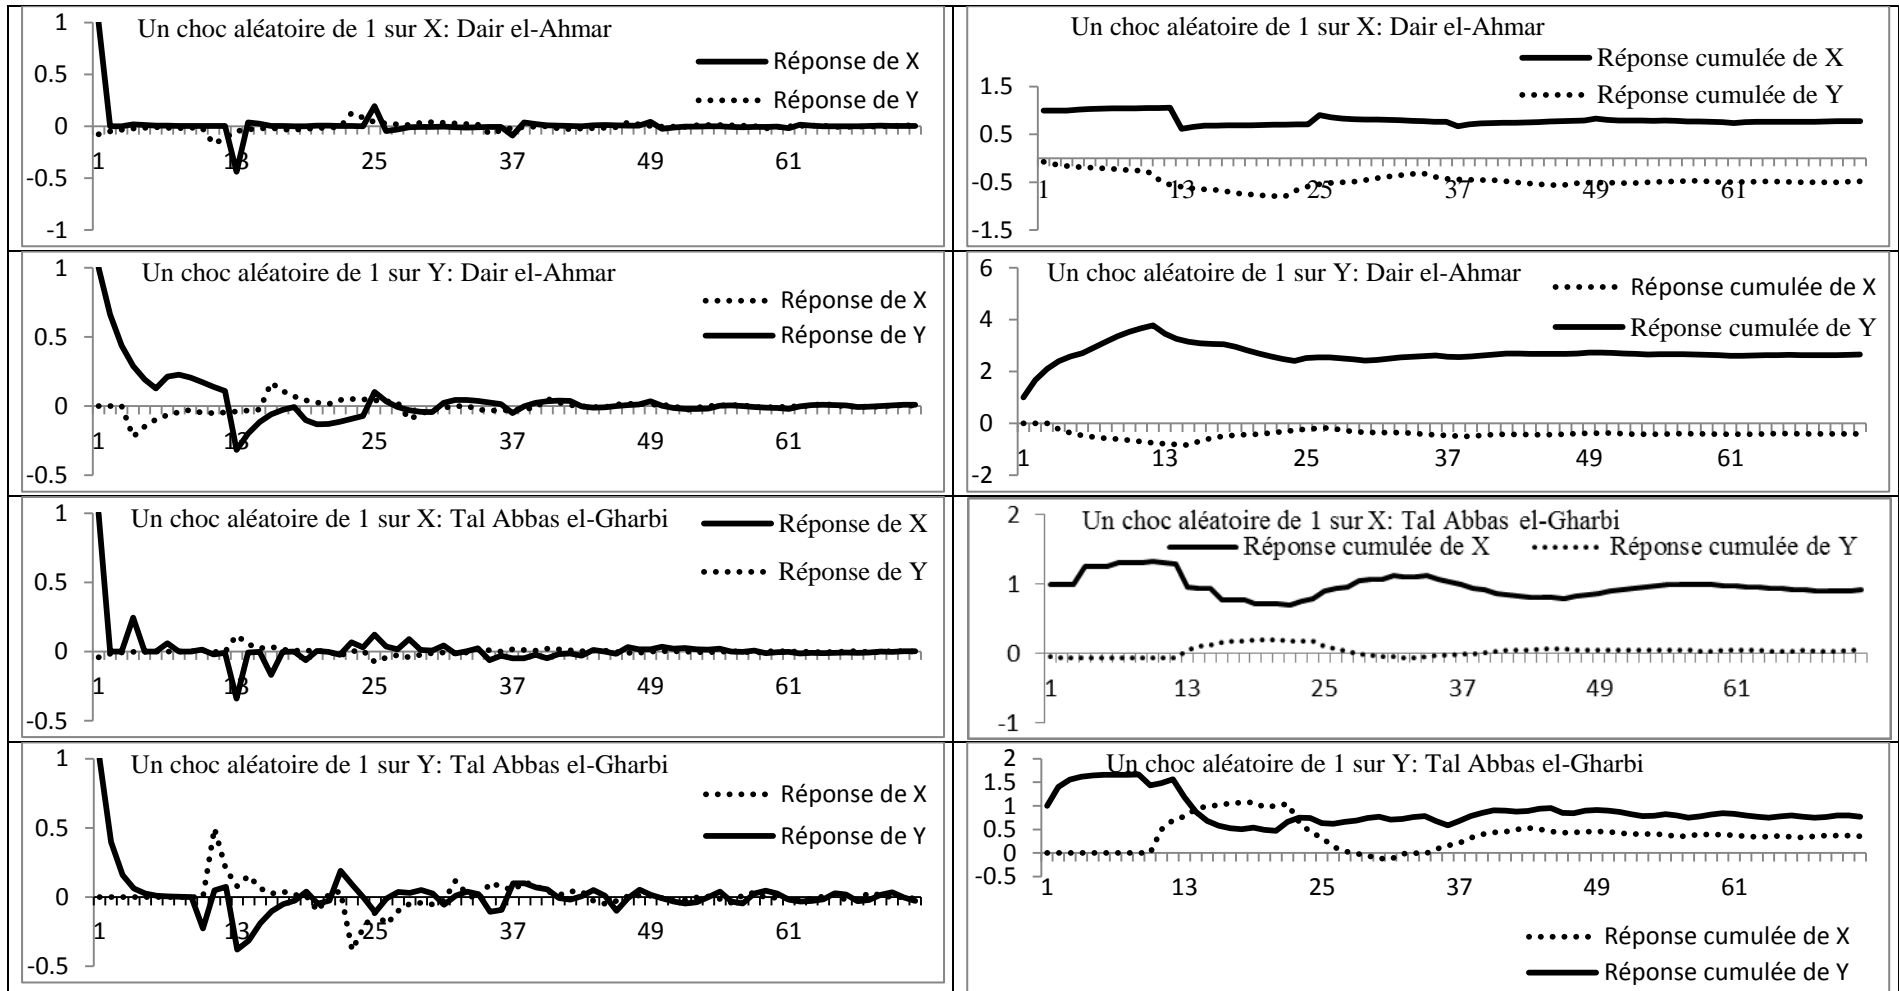 Un choc aléatoire de 1 sur X: Dair el-Ahmar
Réponse de X
Réponse de Y
1
0.5
0
-0.5
-1
1 13 25 37 49 61
Un choc aléatoire de 1 sur X: Dair el-Ahmar
Réponse cumulée de X
Réponse cumulée de Y
1.5
0.5
-0.5
-1.5
1 13 25 37 49 61
Un choc aléatoire de 1 sur Y: Dair el-Ahmar
Réponse de X
Réponse de Y
1
0.5
0
-0.5
1 13 25 37 49 61
Un choc aléatoire de 1 sur Y: Dair el-Ahmar
Réponse cumulée de X
Réponse cumulée de Y
6
4
2
0
-2
1 13 25 37 49 61
Un choc aléatoire de 1 sur X: Tal Abbas el-Gharbi
Réponse de X
Réponse de Y
1
0.5
0
-0.5
1 13 25 37 49 61
Un choc aléatoire de 1 sur X: Tal Abbas el-Gharbi
Réponse cumulée de X Réponse cumulée de Y
2
1
0
-1
1 13 25 37 49 61
Un choc aléatoire de 1 sur Y: Tal Abbas el-Gharbi
Réponse de X
Réponse de Y
1
0.5
0
-0.5
1 13 25 37 49 61
Un choc aléatoire de 1 sur Y: Tal Abbas el-Gharbi
2
1.5
1
0.5
0
-0.5
1 13 25 37 49 61
Réponse cumulée de X
Réponse cumulée de Y